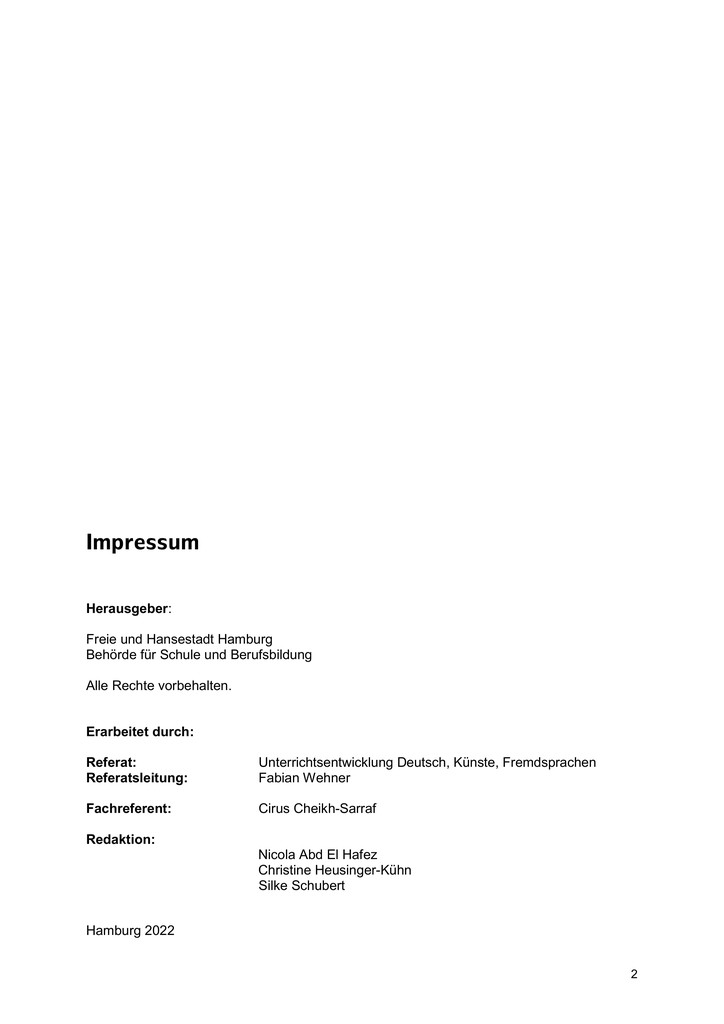 Impressum
Herausgeber:
Freie und Hansestadt Hamburg
Behörde für Schule und Berufsbildung
Alle Rechte vorbehalten.
Erarbeitet durch:
Referat: Unterrichtsentwicklung Deutsch, Künste, Fremdsprachen
Referatsleitung: Fabian Wehner
Fachreferent: Cirus Cheikh-Sarraf
Redaktion:
Nicola Abd El Hafez
Christine Heusinger-Kühn
Silke Schubert
Hamburg 2022
2